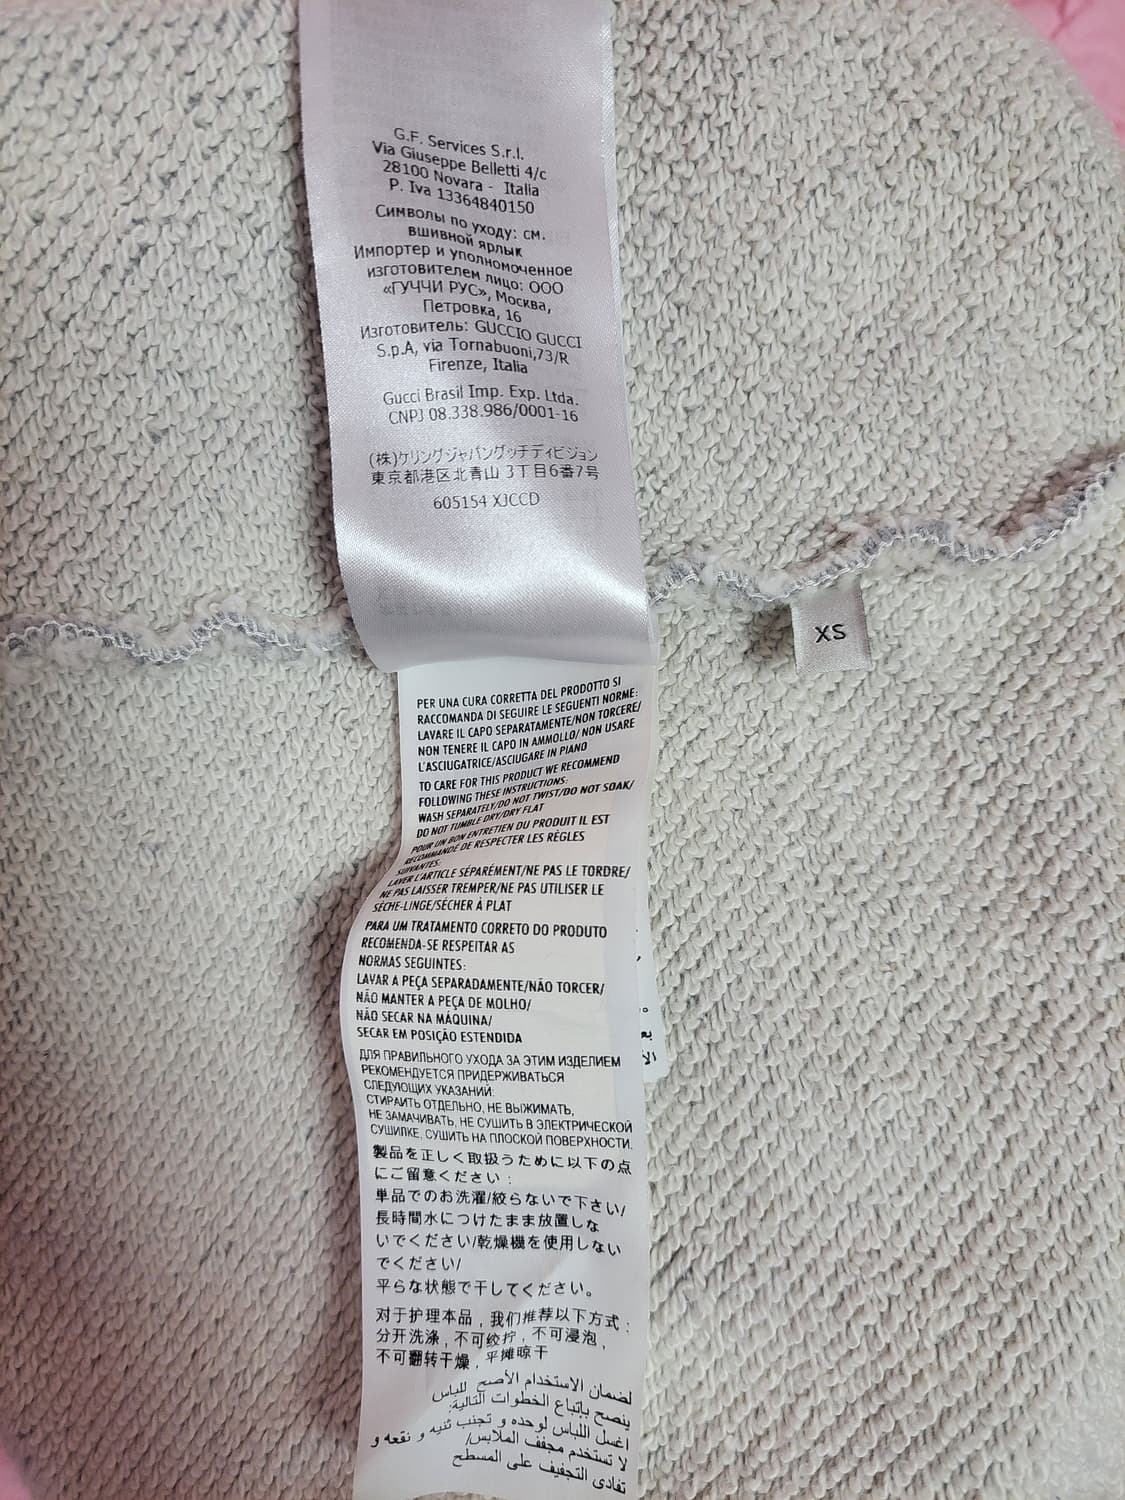 G.F. Services S.r.l.
Via Giuseppe Belletti 4/c
28100 Novara - Italia
P. Iva 13364840150
Символы по уходу: см.
вшивной ярлык
Импортер и уполномоченное
изготовителем лицо: ООО
«ГУЧЧИ РУС», Москва,
Петровка, 16
Изготовитель: GUCCIO GUCCI
S.p.A, via Tornabuoni,73/R
Firenze, Italia
Gucci Brasil Imp. Exp. Ltda.
CNPJ 08.338.986/0001-16
(株)ケリングジャパングッチディビジョン
東京都港区北青山 3丁目6番7号
605154 XJCCD
XS
PER UNA CURA CORRETTA DEL PRODOTTO SI
RACCOMANDA DI SEGUIRE LE SEGUENTI NORME:
LAVARE IL CAPO SEPARATAMENTE/NON TORCERE/
NON TENERE IL CAPO IN AMMOLLO/ NON USARE
L'ASCIUGATRICE/ASCIUGARE IN PIANO
TO CARE FOR THIS PRODUCT WE RECOMMEND
FOLLOWING THESE INSTRUCTIONS:
WASH SEPARATELY/DO NOT TWIST/DO NOT SOAK/
DO NOT TUMBLE DRY/DRY FLAT
POUR UN BON ENTRETIEN DU PRODUIT IL EST
RECOMMANDÉ DE RESPECTER LES RÈGLES
SUIVANTES:
LAVER L'ARTICLE SÉPARÉMENT/NE PAS LE TORDRE/
NE PAS LAISSER TREMPER/NE PAS UTILISER LE
SÈCHE-LINGE/SÉCHER À PLAT
PARA UM TRATAMENTO CORRETO DO PRODUTO
RECOMENDA-SE RESPEITAR AS
NORMAS SEGUINTES:
LAVAR A PEÇA SEPARADAMENTE/NÃO TORCER/
NÃO MANTER A PEÇA DE MOLHO/
NÃO SECAR NA MÁQUINA/
SECAR EM POSIÇÃO ESTENDIDA
ДЛЯ ПРАВИЛЬНОГО УХОДА ЗА ЭТИМ ИЗДЕЛИЕМ
РЕКОМЕНДУЕТСЯ ПРИДЕРЖИВАТЬСЯ
СЛЕДУЮЩИХ УКАЗАНИЙ:
СТИРАИТЬ ОТДЕЛЬНО, НЕ ВЫЖИМАТЬ,
НЕ ЗАМАЧИВАТЬ, НЕ СУШИТЬ В ЭЛЕКТРИЧЕСКОЙ
СУШИЛКЕ, СУШИТЬ НА ПЛОСКОЙ ПОВЕРХНОСТИ.
製品を正しく取扱うために以下の点
にご留意ください:
単品でのお洗濯/絞らないで下さい/
長時間水につけたまま放置しな
いでください/乾燥機を使用しない
でください/
平らな状態で干してください。
对于护理本品，我们推荐以下方式：
分开洗涤，不可绞拧，不可浸泡，
不可翻转干燥，平摊晾干
لضمان الاستخدام الأصح للباس
ينصح بإتباع الخطوات التالية:
اغسل اللباس لوحده و تجنب ثنيه و نقعه و
لا تستخدم مجفف الملابس/
تفادى التجفيف على المسطح